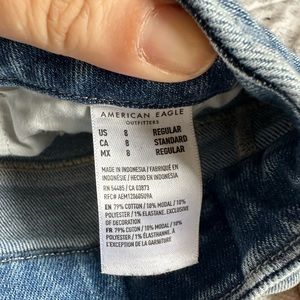 AMERICAN EAGLE
OUTFITTERS
US 8 REGULAR
CA 8 STANDARD
MX 8 REGULAR
MADE IN INDONESIA / FABRIQUÉ EN
INDONÉSIE / HECHO EN INDONESIA
RN 54485 / CA 03873
EN 79% COTTON / 10% MODAL / 10%
POLYESTER / 1% ELASTANE. EXCLUSIVE
OF DECORATION
FR 79% COTON / 10% MODAL / 10%
POLYESTER / 1% ÉLASTHANNE. À
L'EXCEPTION DE LA GARNITURE